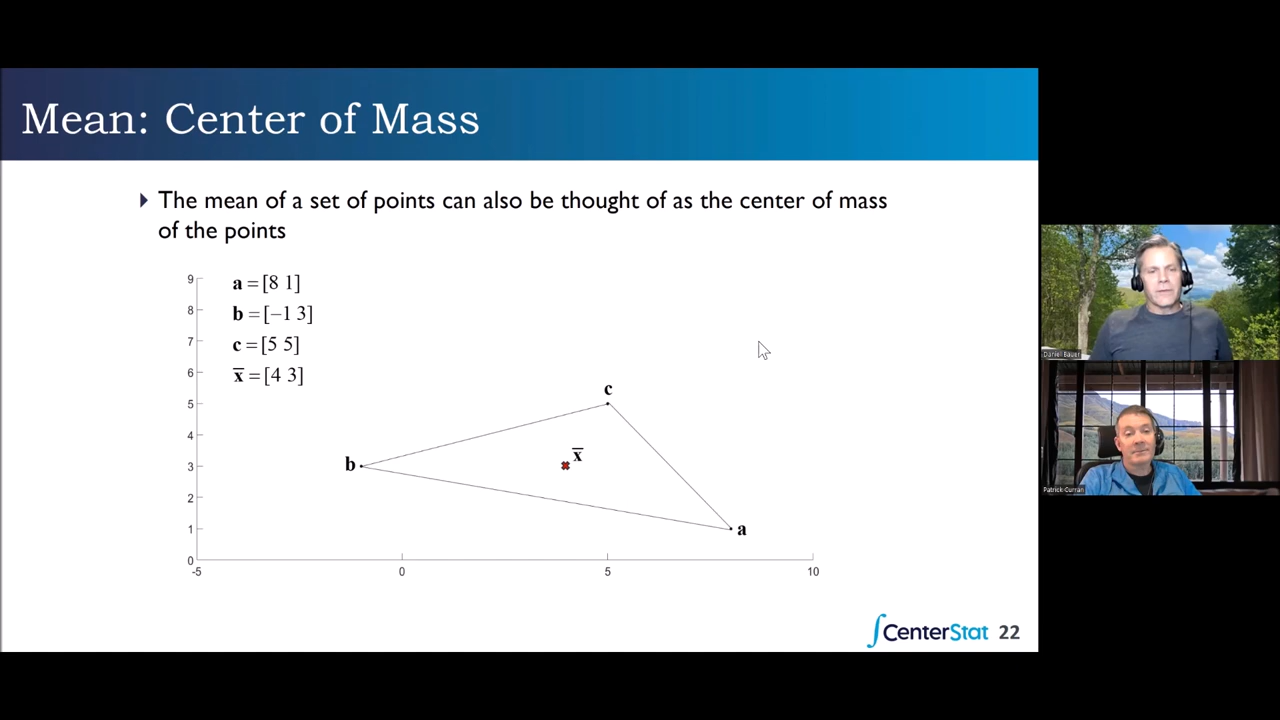 Mean: Center of Mass
The mean of a set of points can also be thought of as the center of mass
of the points
a = [8 1]
b = [−1 3]
c = [5 5]
x̅ = [4 3]
9
8
7
6
5
4
3
2
1
0
-5
0
5
10
c
b
x̅
a
∫CenterStat 22
Daniel Bauer
Patrick Curran